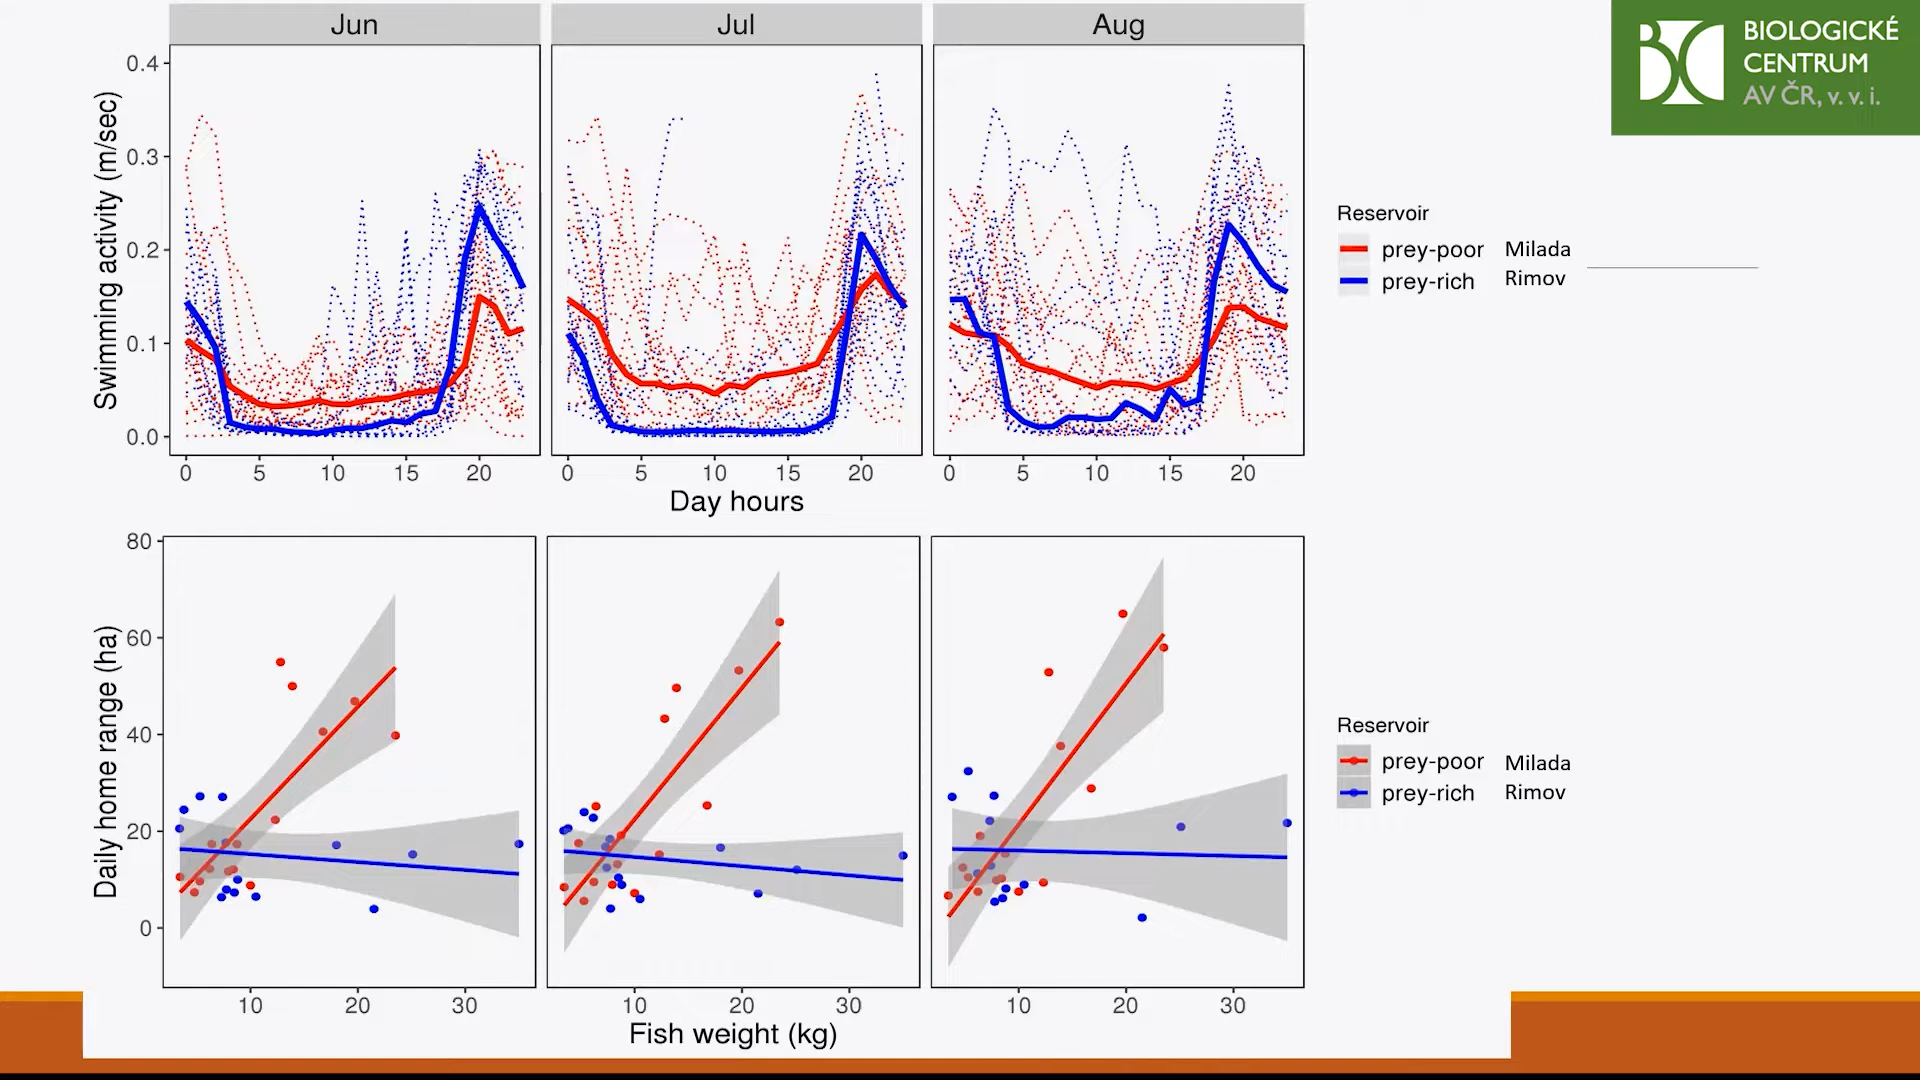 Jun
Jul
Aug
BIOLOGICKÉ
CENTRUM
AV ČR, v. v. i.
Swimming activity (m/sec)
0.4
0.3
0.2
0.1
0.0
0 5 10 15 20
0 5 10 15 20
0 5 10 15 20
Day hours
Reservoir
prey-poor Milada
prey-rich Rimov
Daily home range (ha)
80
60
40
20
0
10 20 30
10 20 30
10 20 30
Fish weight (kg)
Reservoir
prey-poor Milada
prey-rich Rimov